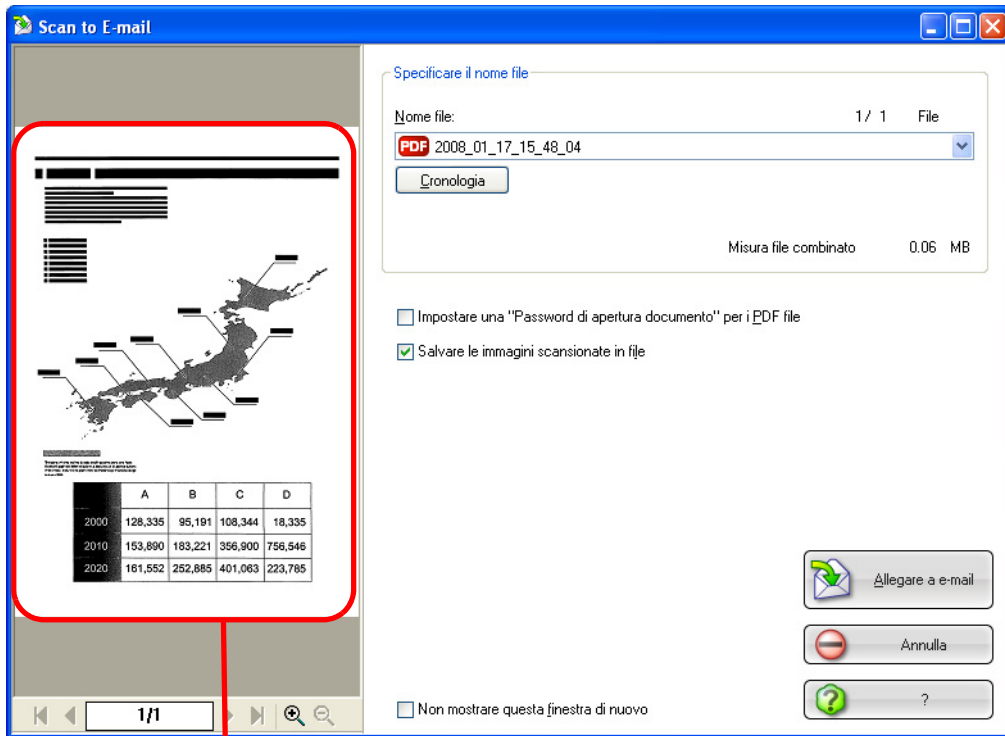 Scan to E-mail
Specificare il nome file
Nome file:
1/ 1 File
PDF 2008_01_17_15_48_04
Cronologia
Misura file combinato 0.06 MB
Impostare una "Password di apertura documento" per i PDF file
Salvare le immagini scansionate in file
A B C D
2000 128,335 95,191 108,344 18,335
2010 153,890 183,221 356,900 756,546
2020 161,552 252,885 401,063 223,785
Allegare a e-mail
Annulla
?
1/1
Non mostrare questa finestra di nuovo